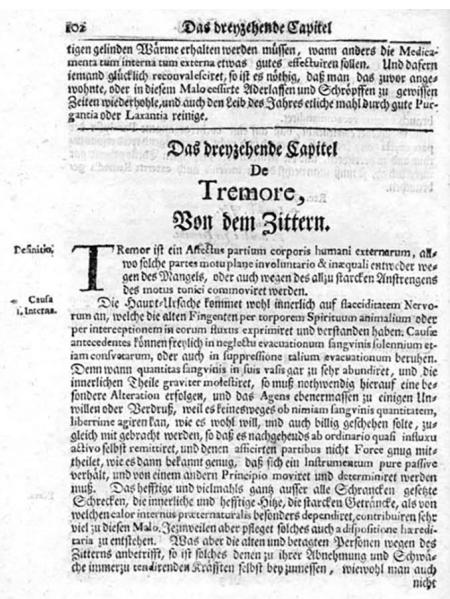 102 Das dreyzehende Capitel
tigen gelinden Wärme erhalten werden müssen, wann anders die Medica-
menta tum interna tum externa etwas gutes effectuiren sollen. Und dafern
iemand glücklich reconvalesciret, so ist es nöthig, daß man das zuvor ange-
wohnte, oder in diesem Malo cessirte Aderlassen und Schröpffen zu gewissen
Zeiten wiederhohle, und auch den Leib des Jahres etliche mahl durch gute Pur-
gantia oder Laxantia reinige.
Das dreyzehende Capitel
De
Tremore,
Von dem Zittern.
Definitio.
TRemor ist ein Affectus partium corporis humani externarum, all-
wo solche partes motu plane involuntario & inæquali entweder we-
gen des Mangels, oder auch wegen des allzu starcken Anstrengens
des motus tonici commoviret werden.
Causa
1. Interna.
Die Haupt-Ursache kommet wohl innerlich auf flacciditatem Nervo-
rum an, welche die alten Fingenten per torporem Spirituum animalium oder
per interceptionem in eorum fluxus exprimiret und verstanden haben. Causæ
antecedentes können freylich in neglectu evacuationum sangvinis solennium et-
iam consvetarum, oder auch in suppressione talium evacuationum beruhen.
Denn wann quantitas sangvinis in suis vasis gar zu sehr abundiret, und die
innerlichen Theile graviter molestiret, so muß nothwendig hierauf eine be-
sondere Alteration erfolgen, und das Agens ebenermassen zu einigen Un-
willen oder Verdruß, weil es keinesweges ob nimiam sangvinis quantitatem,
liberrime agiren kan, wie es wohl will, und auch billig geschehen solte, zu-
gleich mit gebracht werden, so daß es nachgehends ab ordinario quasi influxu
activo selbst remittiret, und denen afficirten partibus nicht Force gnug mit-
theilet, wie es dann bekannt genug, daß sich ein Instrumentum pure passive
verhält, und von einem andern Principio moviret und determiniret werden
muß. Das hefftige und vielmahls gantz ausser alle Schrancken gesetzte
Schrecken, die innerliche und hefftige Hitze, die starcken Geträncke, als von
welchen calor internus præternaturalis besonders dependiret, contribuiren sehr
viel zu diesen Malo. Jezuweilen aber pfleget solches auch a dispositione hæredi-
taria zu entstehen. Was aber die alten und betagten Personen wegen des
Zitterns anbetrifft, so ist solches denen zu ihrer Abnehmung und Schwä-
che immerzu tendirenden Kräfften selbst beyzumessen, wiewohl man auch
nicht